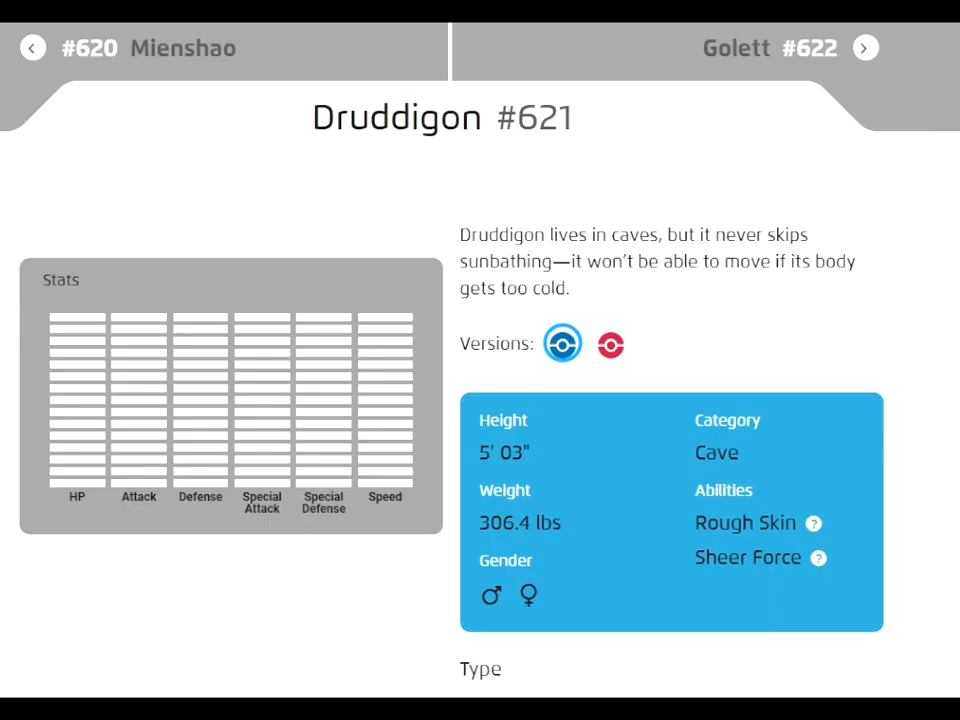 #620 Mienshao
Golett #622
Druddigon #621
Druddigon lives in caves, but it never skips
sunbathing—it won't be able to move if its body
gets too cold.
Versions:
Stats
HP
Attack
Defense
Special
Attack
Special
Defense
Speed
Height
5' 03"
Weight
306.4 lbs
Gender
Category
Cave
Abilities
Rough Skin ?
Sheer Force ?
Type